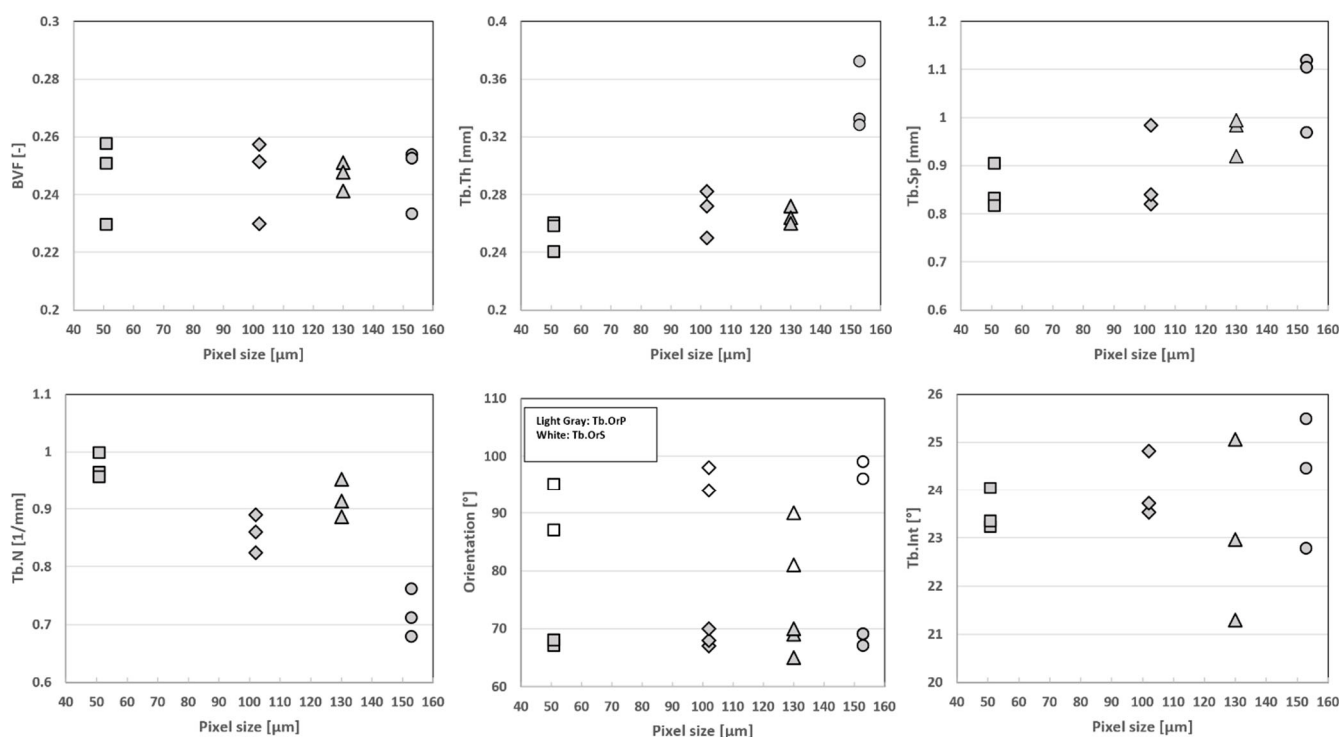 0.3
0.28
0.26
0.24
0.22
0.2
BVF [-]
40 50 60 70 80 90 100 110 120 130 140 150 160
Pixel size [µm]
0.4
0.36
0.32
0.28
0.24
0.2
Tb.Th [mm]
40 50 60 70 80 90 100 110 120 130 140 150 160
Pixel size [µm]
1.2
1.1
1
0.9
0.8
0.7
0.6
Tb.Sp [mm]
40 50 60 70 80 90 100 110 120 130 140 150 160
Pixel size [µm]
1.1
1
0.9
0.8
0.7
0.6
Tb.N [1/mm]
40 50 60 70 80 90 100 110 120 130 140 150 160
Pixel size [µm]
110
100
90
80
70
60
Orientation [°]
Light Gray: Tb.OrP
White: Tb.OrS
40 50 60 70 80 90 100 110 120 130 140 150 160
Pixel size [µm]
26
25
24
23
22
21
20
Tb.Int [°]
40 50 60 70 80 90 100 110 120 130 140 150 160
Pixel size [µm]